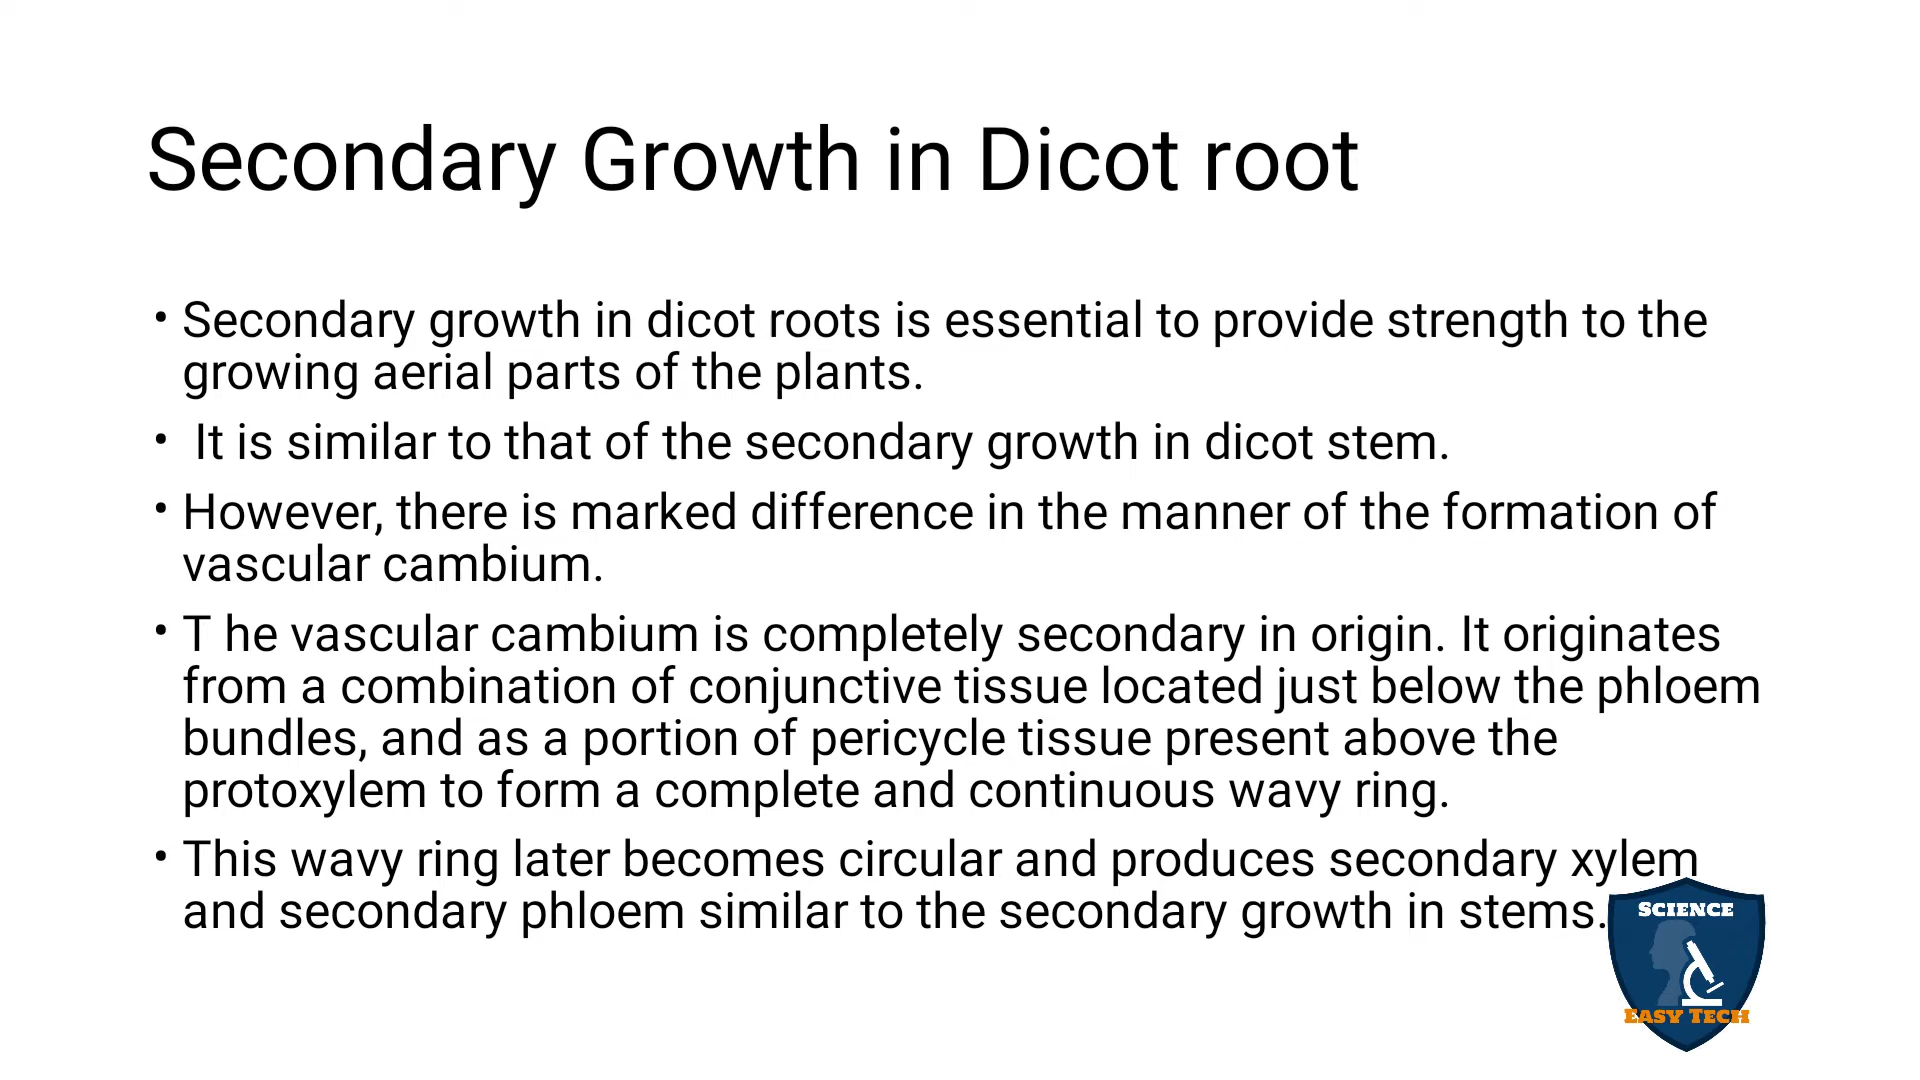 Secondary Growth in Dicot root
• Secondary growth in dicot roots is essential to provide strength to the
growing aerial parts of the plants.
• It is similar to that of the secondary growth in dicot stem.
• However, there is marked difference in the manner of the formation of
vascular cambium.
• T he vascular cambium is completely secondary in origin. It originates
from a combination of conjunctive tissue located just below the phloem
bundles, and as a portion of pericycle tissue present above the
protoxylem to form a complete and continuous wavy ring.
• This wavy ring later becomes circular and produces secondary xylem
and secondary phloem similar to the secondary growth in stems.
SCIENCE
EASY TECH